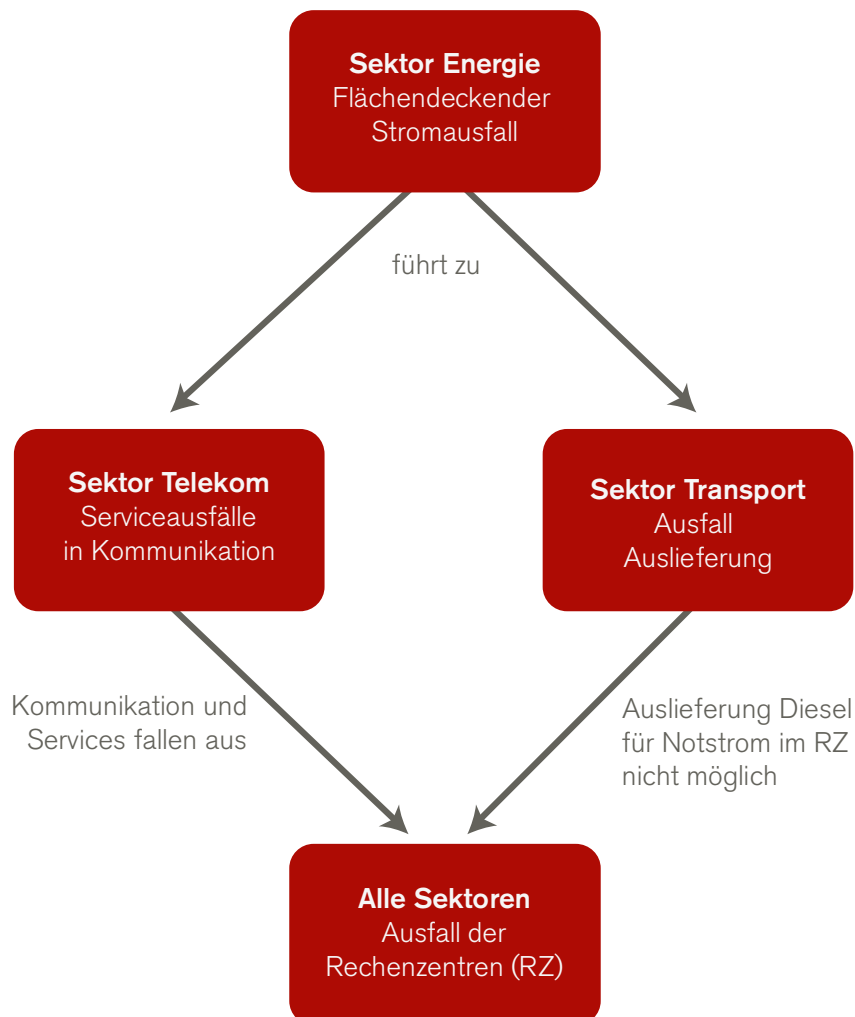 Sektor Energie
Flächendeckender
Stromausfall
führt zu
Sektor Telekom
Serviceausfälle
in Kommunikation
Sektor Transport
Ausfall
Auslieferung
Kommunikation und
Services fallen aus
Auslieferung Diesel
für Notstrom im RZ
nicht möglich
Alle Sektoren
Ausfall der
Rechenzentren (RZ)